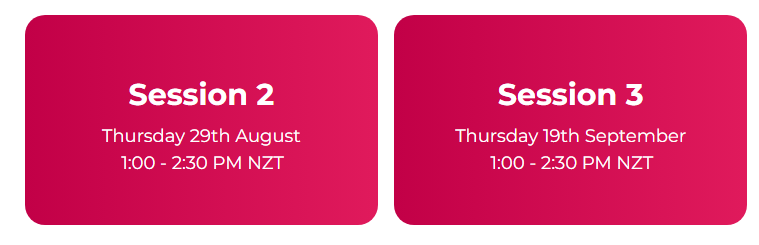 Session 2
Thursday 29th August
1:00 - 2:30 PM NZT
Session 3
Thursday 19th September
1:00 - 2:30 PM NZT